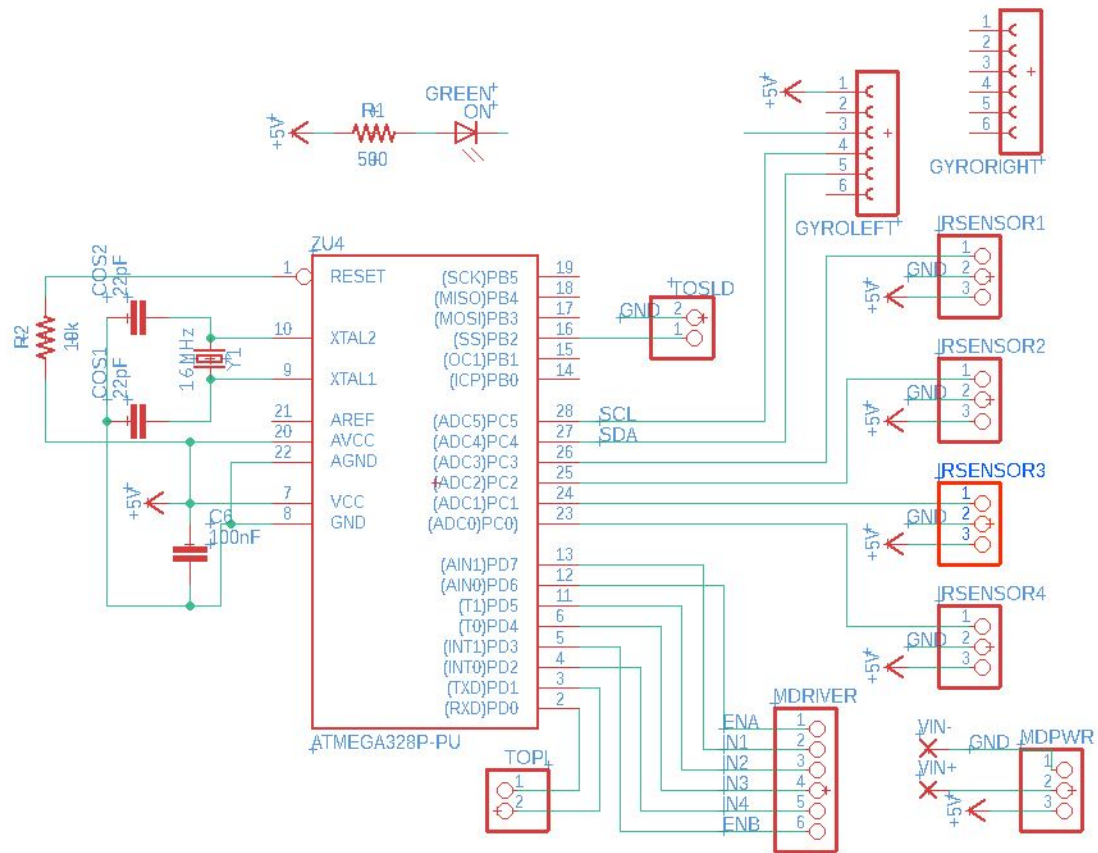 GREEN
ON
R1
500
+5V
+5V
1
2
3
4
5
6
GYROLEFT
1
2
3
4
5
6
GYRORIGHT
ZU4
1 RESET
10 XTAL2
9 XTAL1
21 AREF
20 AVCC
22 AGND
7 VCC
8 GND
(SCK)PB5 19
(MISO)PB4 18
(MOSI)PB3 17
(SS)PB2 16
(OC1)PB1 15
(ICP)PB0 14
(ADC5)PC5 28 SCL
(ADC4)PC4 27 SDA
(ADC3)PC3 26
(ADC2)PC2 25
(ADC1)PC1 24
(ADC0)PC0) 23
(AIN1)PD7 13
(AIN0)PD6 12
(T1)PD5 11
(T0)PD4 6
(INT1)PD3 5
(INT0)PD2 4
(TXD)PD1 3
(RXD)PD0 2
ATMEGA328P-PU
COS2
22pF
COS1
22pF
R2
10k
16MHz
Y1
+5V
C6
100nF
TOSLD
GND 2
1
JRSENSOR1
1
GND 2
+5V 3
JRSENSOR2
1
GND 2
+5V 3
JRSENSOR3
1
GND 2
+5V 3
JRSENSOR4
1
GND 2
+5V 3
MDRIVER
ENA 1
N1 2
N2 3
N3 4
N4 5
ENB 6
TOPL
1
2
MDPWR
VIN- GND 1
VIN+ 2
+5V 3